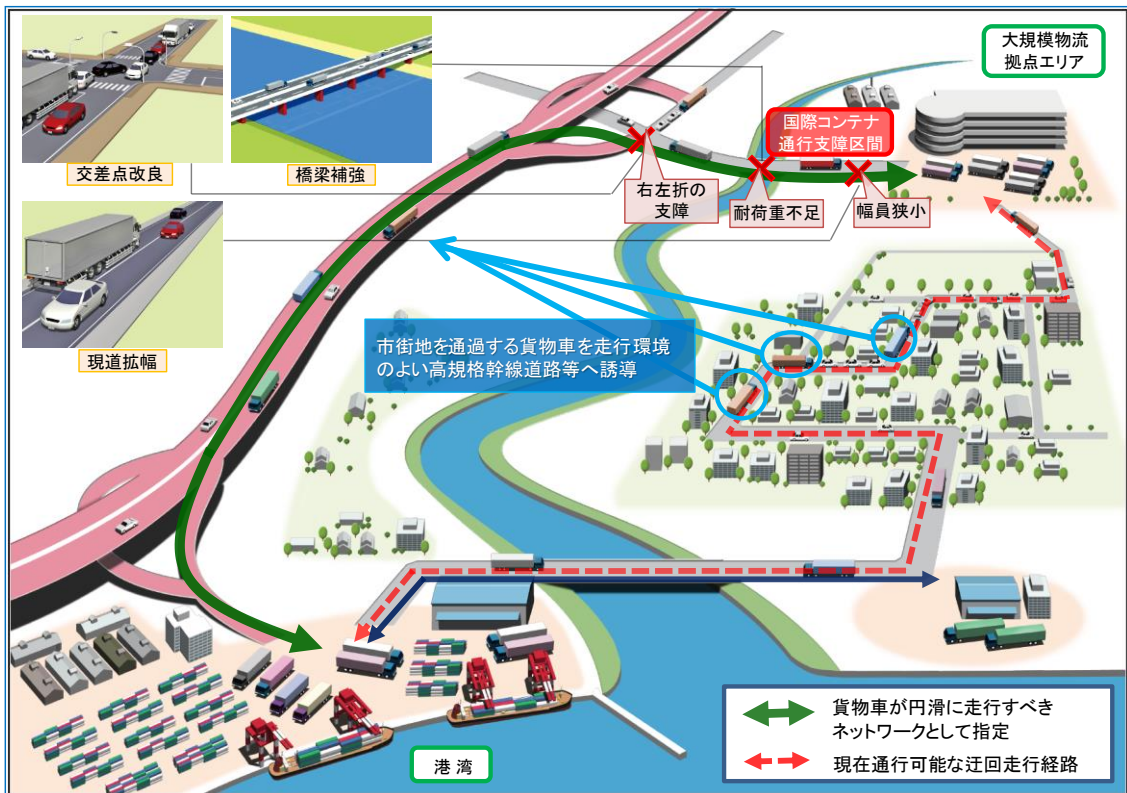 交差点改良
橋梁補強
現道拡幅
大規模物流
拠点エリア
国際コンテナ
通行支障区間
右左折の
支障
耐荷重不足
幅員狭小
市街地を通過する貨物車を走行環境
のよい高規格幹線道路等へ誘導
港湾
貨物車が円滑に走行すべき
ネットワークとして指定
現在通行可能な迂回走行経路